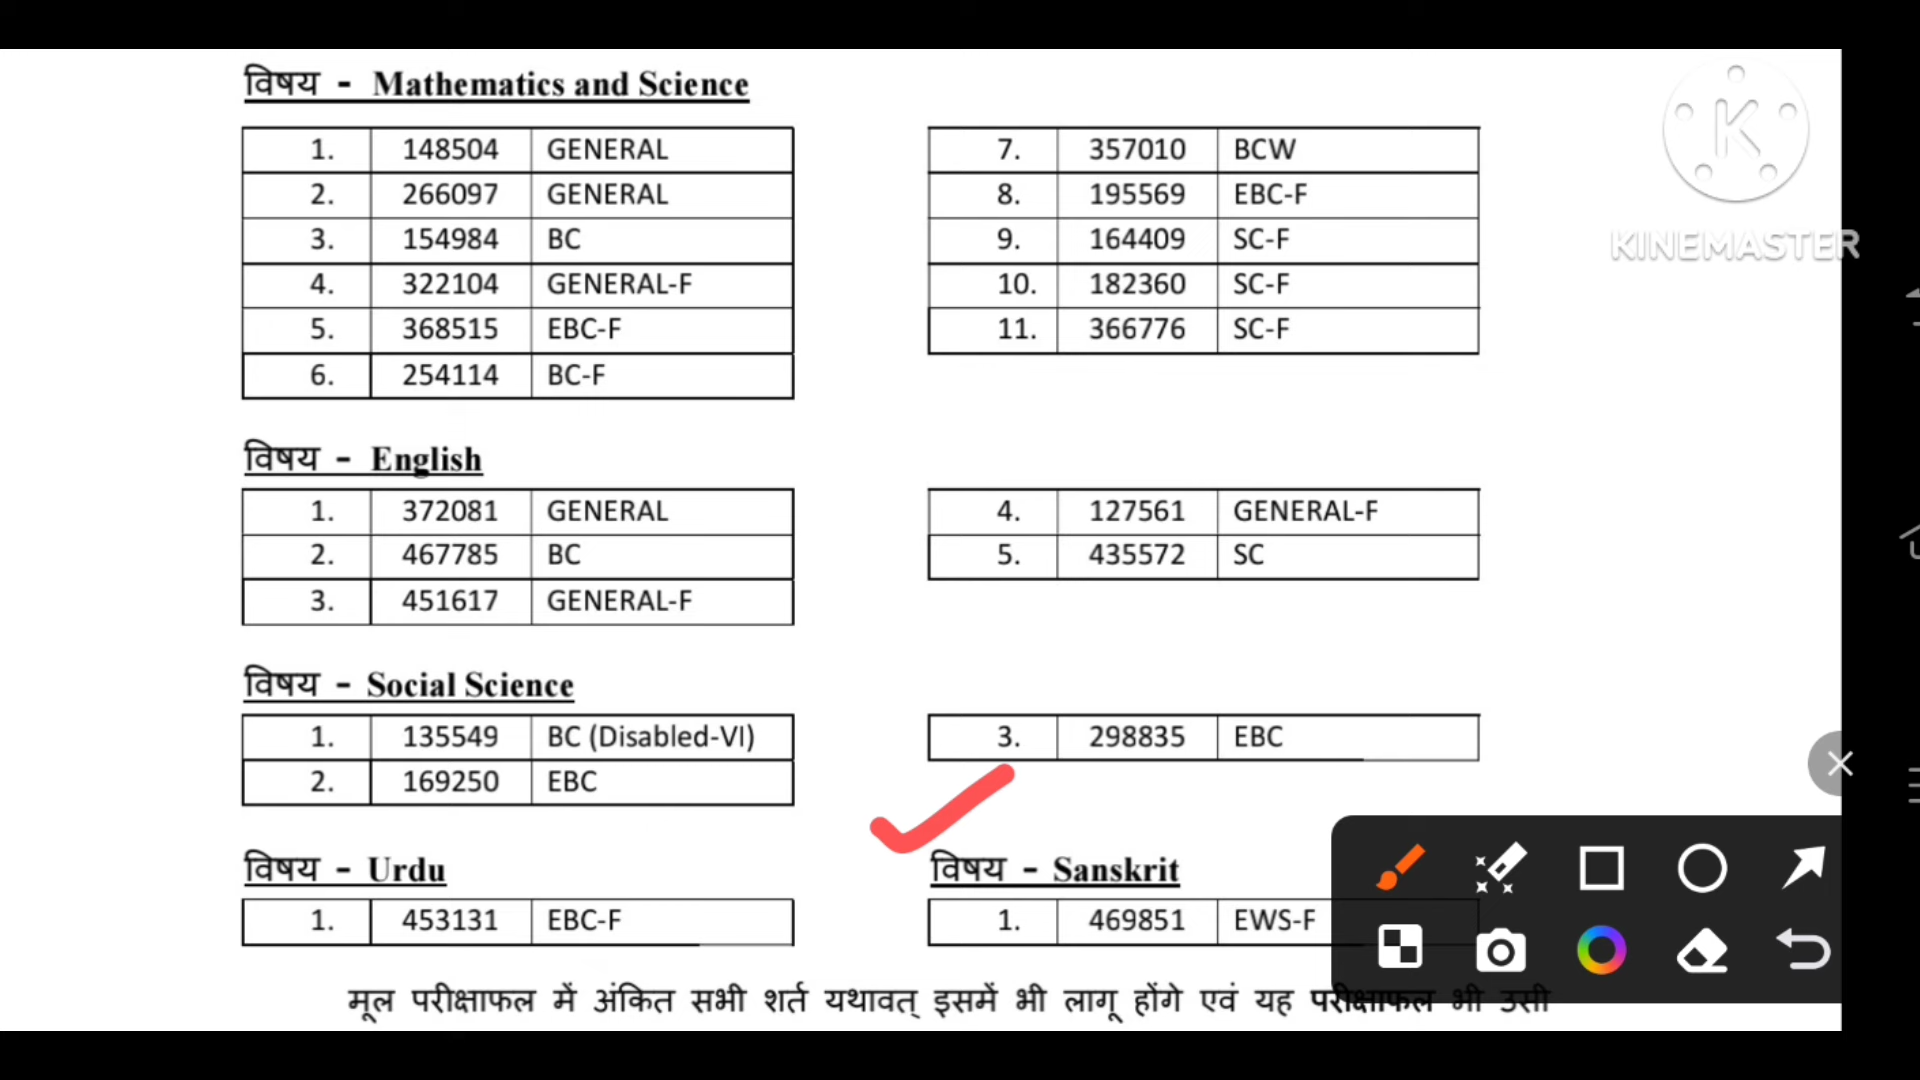 विषय - Mathematics and Science
1. 148504 GENERAL
2. 266097 GENERAL
3. 154984 BC
4. 322104 GENERAL-F
5. 368515 EBC-F
6. 254114 BC-F
7. 357010 BCW
8. 195569 EBC-F
9. 164409 SC-F
10. 182360 SC-F
11. 366776 SC-F
K
KINEMASTER
विषय - English
1. 372081 GENERAL
2. 467785 BC
3. 451617 GENERAL-F
4. 127561 GENERAL-F
5. 435572 SC
विषय - Social Science
1. 135549 BC (Disabled-VI)
2. 169250 EBC
3. 298835 EBC
विषय - Urdu
1. 453131 EBC-F
विषय - Sanskrit
1. 469851 EWS-F
मूल परीक्षाफल में अंकित सभी शर्त यथावत् इसमें भी लागू होंगे एवं यह परीक्षाफल भी उसी